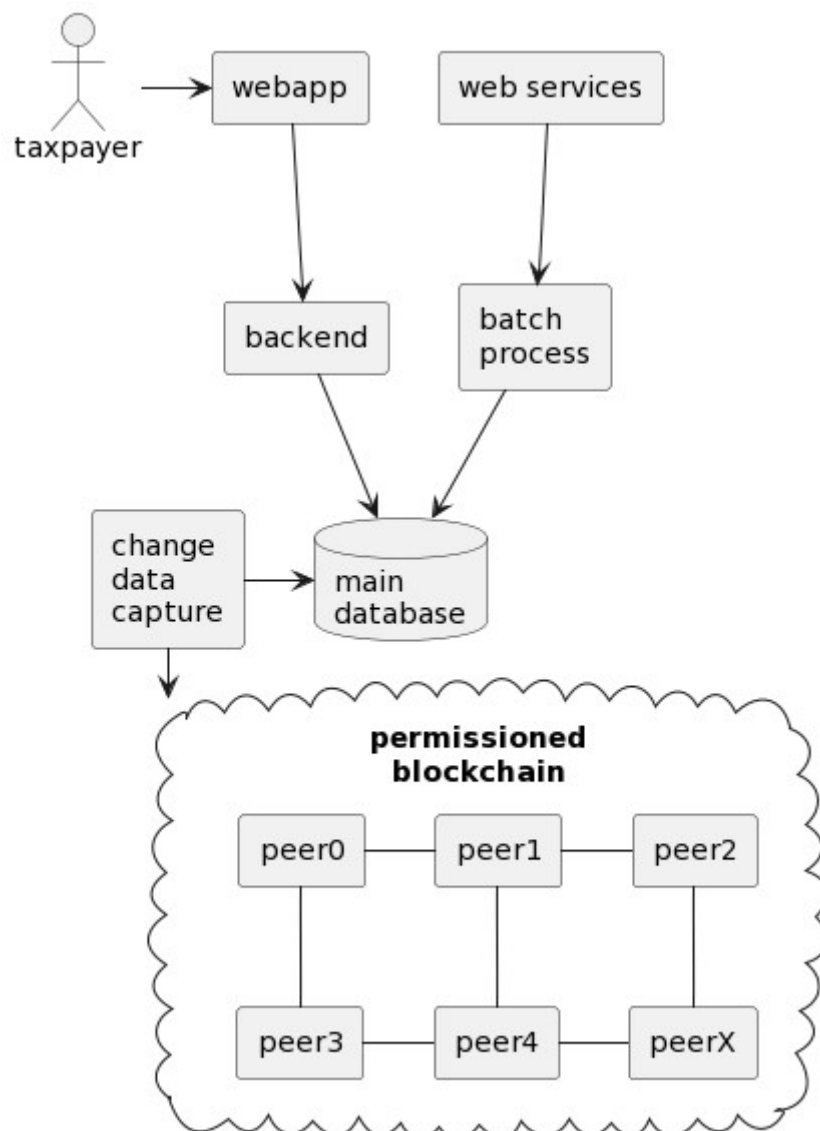 taxpayer
webapp
web services
backend
batch
process
change
data
capture
main
database
permissioned
blockchain
peer0
peer1
peer2
peer3
peer4
peerX